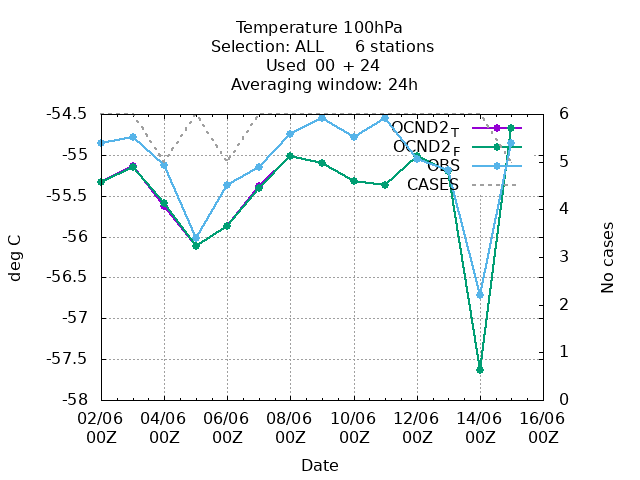 Temperature 100hPa
Selection: ALL 6 stations
Used 00 + 24
Averaging window: 24h
-54.5
-55
-55.5
-56
-56.5
-57
-57.5
-58
deg C
6
5
4
3
2
1
0
No cases
OCND2T
OCND2F
OBS
CASES
02/06 04/06 06/06 08/06 10/06 12/06 14/06 16/06
00Z 00Z 00Z 00Z 00Z 00Z 00Z 00Z
Date